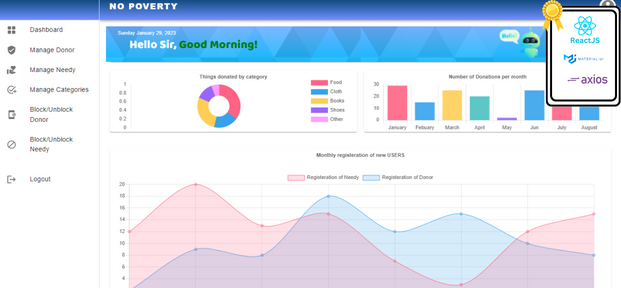 NO POVERTY
Dashboard
Manage Donor
Manage Needy
Manage Categories
Block/Unblock
Donor
Block/Unblock
Needy
Logout
Sunday January 29, 2023
Hello Sir, Good Morning!
Hello!
ReactJS
MATERIAL-UI
axios
Things donated by category
1
0.8
0.6
0.4
0.2
0
Food
Cloth
Books
Shoes
Other
Number of Donations per month
30
20
10
0
January
Febuary
March
April
May
Jun
July
August
Monthly registeration of new USERS
Registeration of Needy
Registeration of Donor
20
18
16
14
12
10
8
6
4